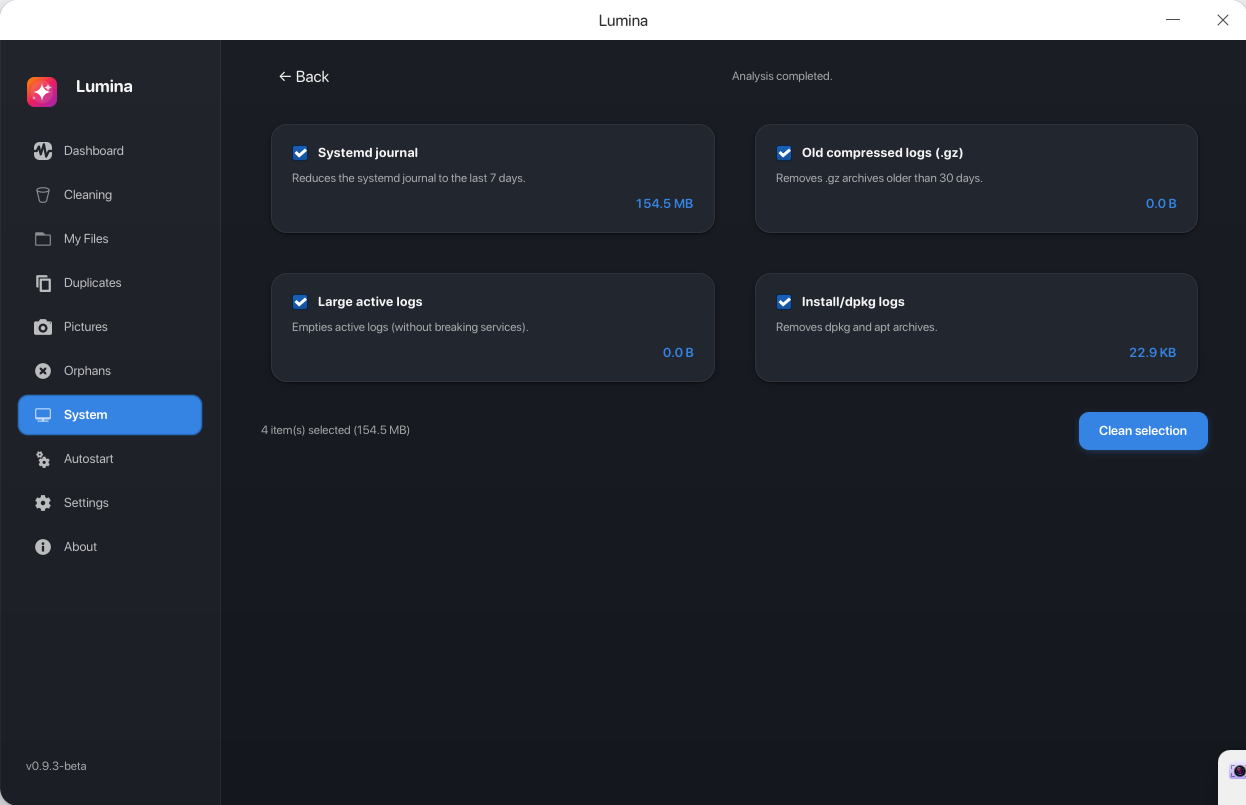 Lumina
Lumina
Dashboard
Cleaning
My Files
Duplicates
Pictures
Orphans
System
Autostart
Settings
About
v0.9.3-beta
← Back
Analysis completed.
Systemd journal
Reduces the systemd journal to the last 7 days.
154.5 MB
Old compressed logs (.gz)
Removes .gz archives older than 30 days.
0.0 B
Large active logs
Empties active logs (without breaking services).
0.0 B
Install/dpkg logs
Removes dpkg and apt archives.
22.9 KB
4 item(s) selected (154.5 MB)
Clean selection